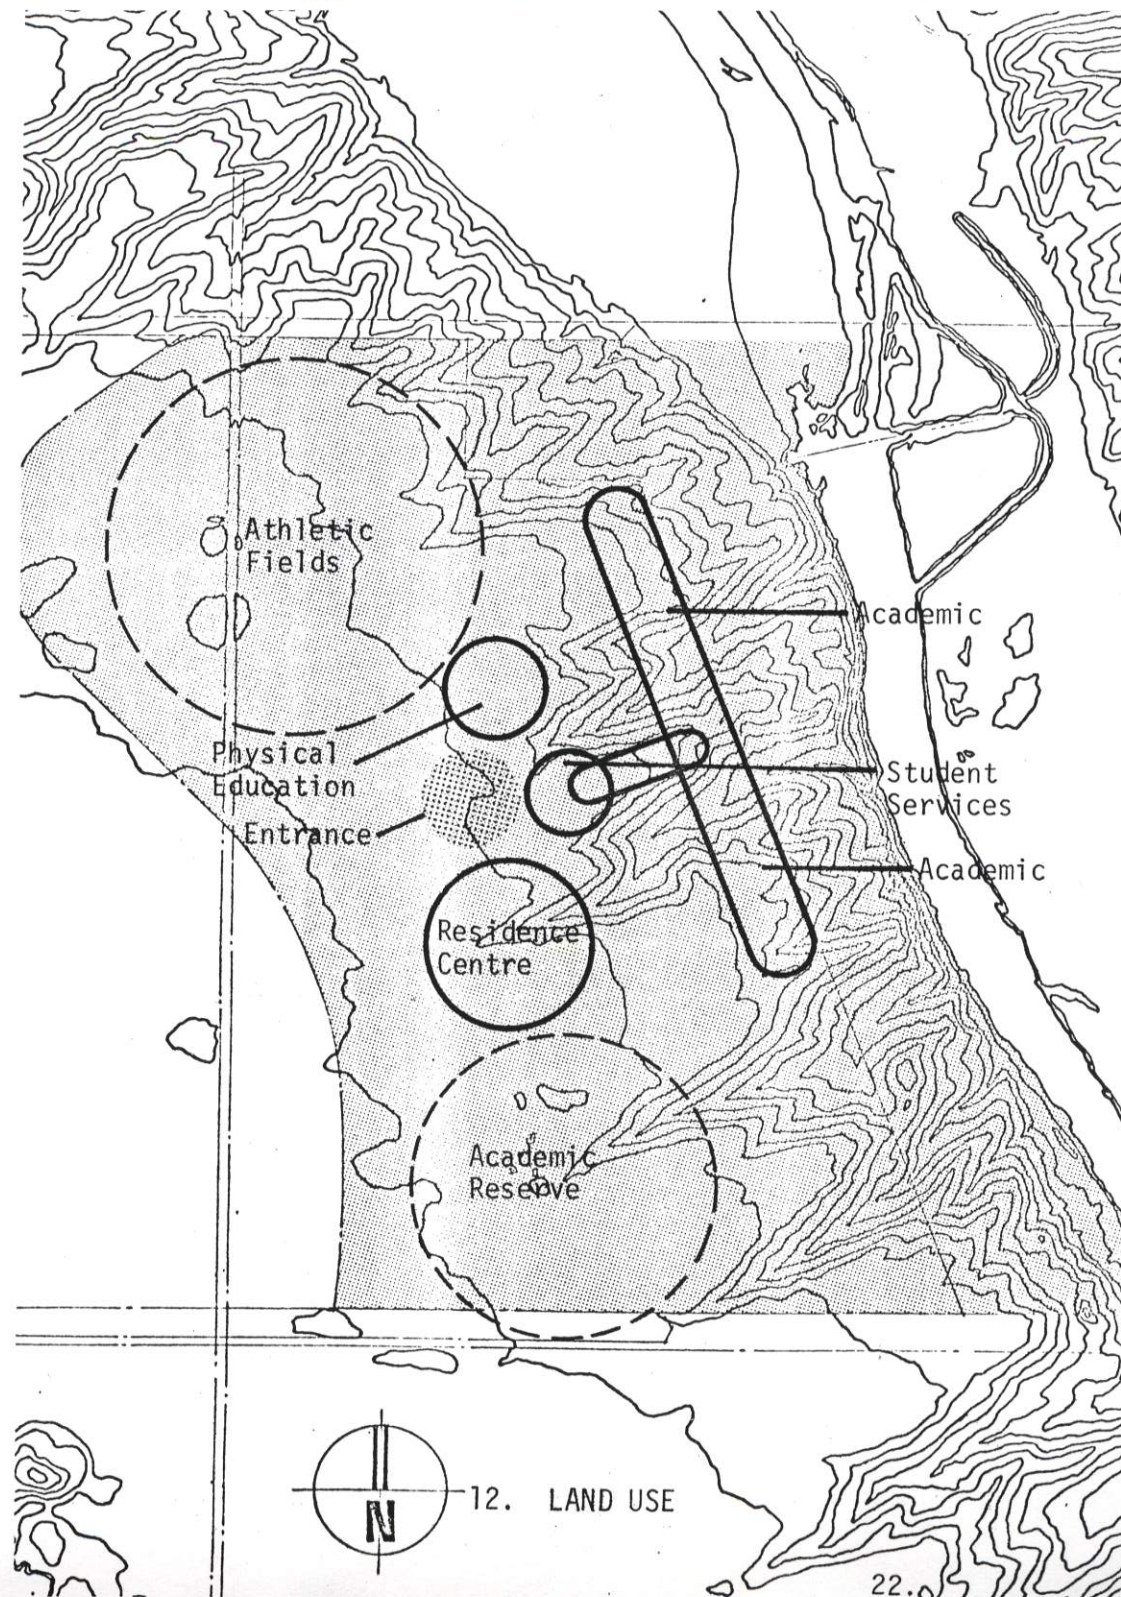 Athletic
Fields
Academic
Physical
Education
Student
Services
Entrance
Academic
Residence
Centre
Academic
Reserve
N
12. LAND USE
22.